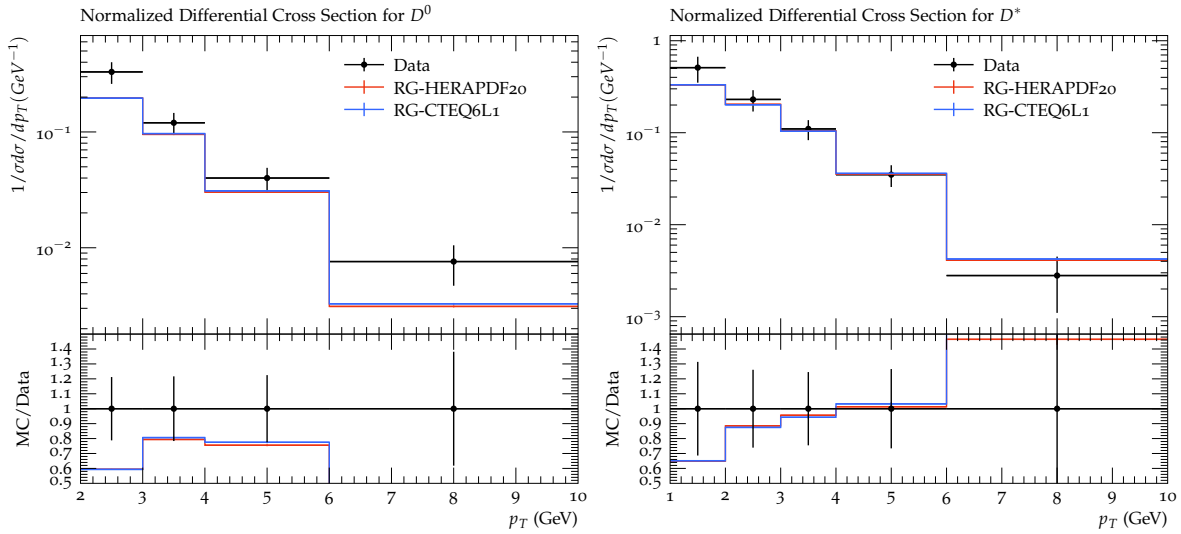 Normalized Differential Cross Section for D⁰
1/σdσ/dp_T (GeV⁻¹)
10⁻¹
10⁻²
Data
RG-HERAPDF20
RG-CTEQ6L1
MC/Data
1.4
1.3
1.2
1.1
1
0.9
0.8
0.7
0.6
0.5
2 3 4 5 6 7 8 9 10
p_T (GeV)
Normalized Differential Cross Section for D*
1/σdσ/dp_T (GeV⁻¹)
1
10⁻¹
10⁻²
10⁻³
Data
RG-HERAPDF20
RG-CTEQ6L1
MC/Data
1.4
1.3
1.2
1.1
1
0.9
0.8
0.7
0.6
0.5
1 2 3 4 5 6 7 8 9 10
p_T (GeV)